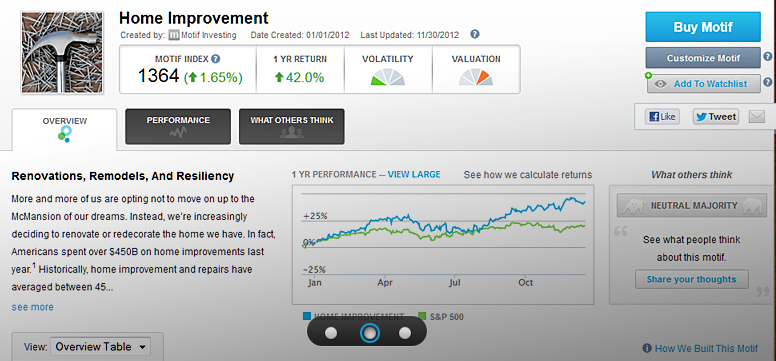 Home Improvement
Created by: m Motif Investing Date Created: 01/01/2012 Last Updated: 11/30/2012 ?
Buy Motif
Customize Motif ?
Add To Watchlist ?
MOTIF INDEX ? 1 YR RETURN VOLATILITY VALUATION
1364 (↑1.65%) ↑42.0%
Like Tweet
OVERVIEW PERFORMANCE WHAT OTHERS THINK
Renovations, Remodels, And Resiliency
More and more of us are opting not to move on up to the
McMansion of our dreams. Instead, we're increasingly
deciding to renovate or redecorate the home we have. In fact,
Americans spent over $450B on home improvements last
year.1 Historically, home improvement and repairs have
averaged between 45...
see more
1 YR PERFORMANCE -- VIEW LARGE See how we calculate returns
+25%
0%
−25%
Jan Apr Jul Oct
HOME IMPROVEMENT S&P 500
What others think
NEUTRAL MAJORITY
See what people think
about this motif.
Share your thoughts
View: Overview Table
How We Built This Motif